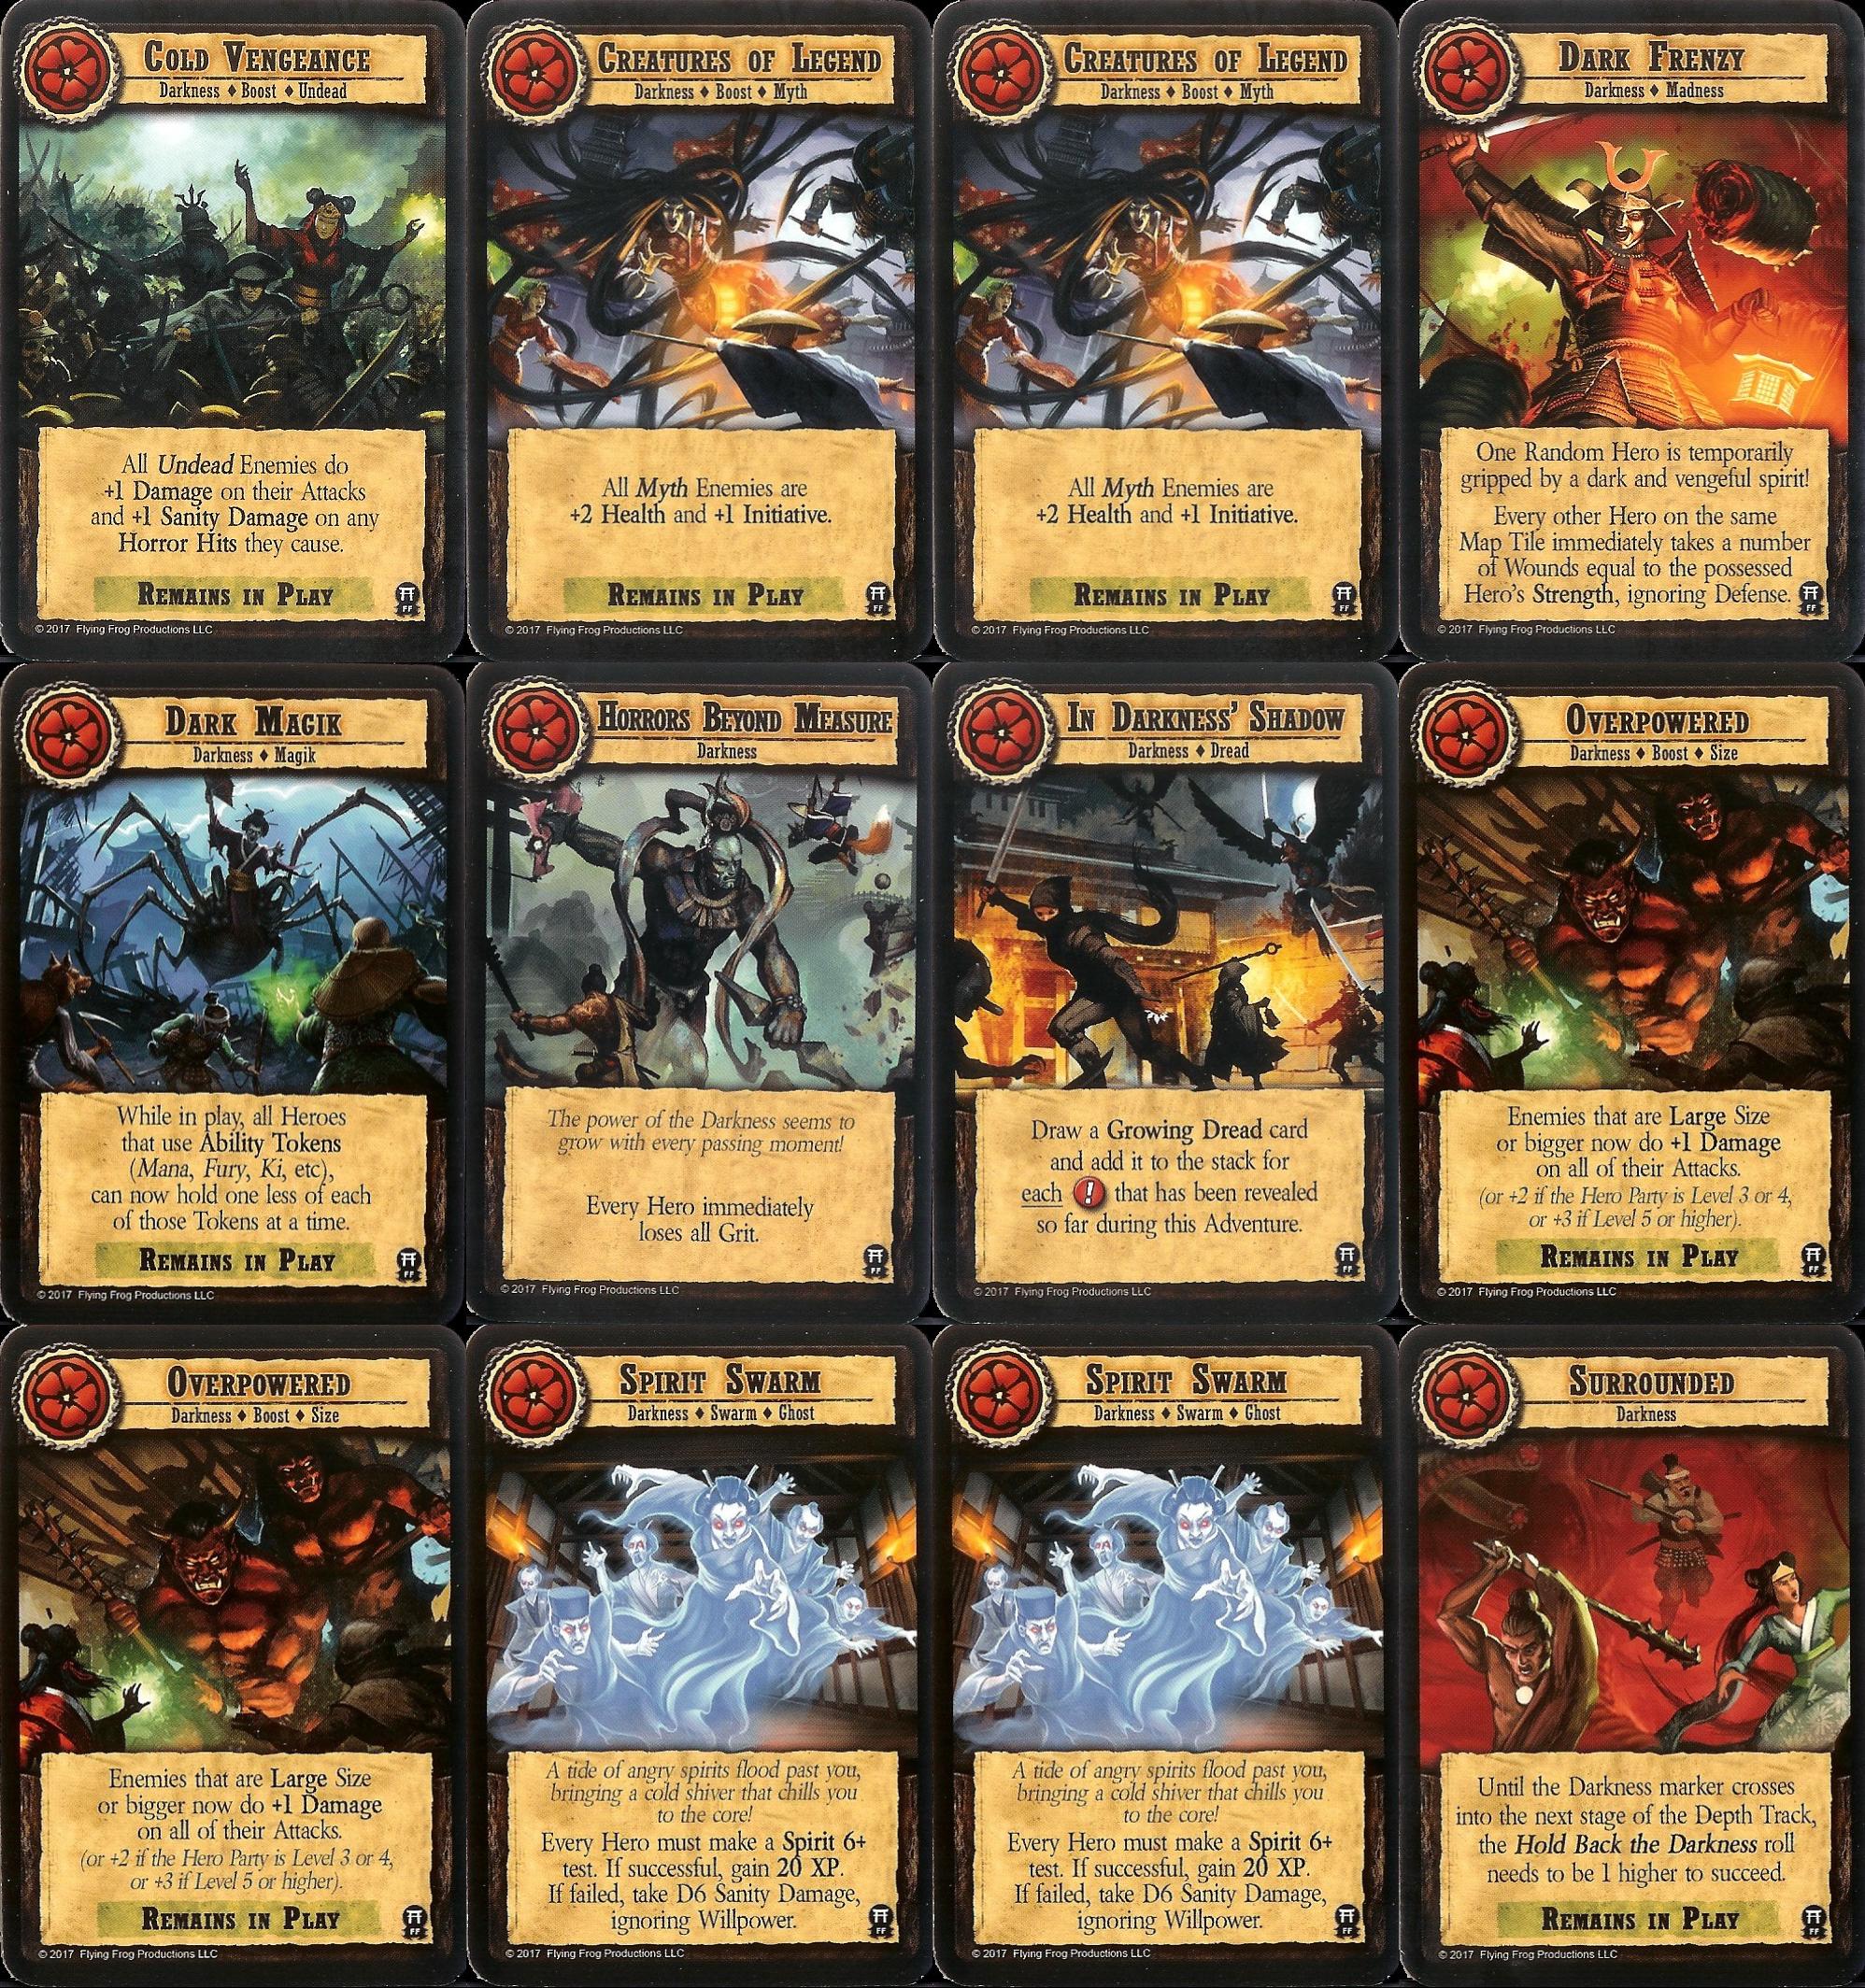 COLD VENGEANCE
Darkness ♦ Boost ♦ Undead
All Undead Enemies do
+1 Damage on their Attacks
and +1 Sanity Damage on any
Horror Hits they cause.
REMAINS IN PLAY
FF
© 2017 Flying Frog Productions LLC
CREATURES OF LEGEND
Darkness ♦ Boost ♦ Myth
All Myth Enemies are
+2 Health and +1 Initiative.
REMAINS IN PLAY
FF
© 2017 Flying Frog Productions LLC
CREATURES OF LEGEND
Darkness ♦ Boost ♦ Myth
All Myth Enemies are
+2 Health and +1 Initiative.
REMAINS IN PLAY
FF
© 2017 Flying Frog Productions LLC
DARK FRENZY
Darkness ♦ Madness
One Random Hero is temporarily
gripped by a dark and vengeful spirit!
Every other Hero on the same
Map Tile immediately takes a number
of Wounds equal to the possessed
Hero's Strength, ignoring Defense.
FF
© 2017 Flying Frog Productions LLC
DARK MAGIK
Darkness ♦ Magik
While in play, all Heroes
that use Ability Tokens
(Mana, Fury, Ki, etc),
can now hold one less of each
of those Tokens at a time.
REMAINS IN PLAY
FF
© 2017 Flying Frog Productions LLC
HORRORS BEYOND MEASURE
Darkness
The power of the Darkness seems to
grow with every passing moment!
Every Hero immediately
loses all Grit.
FF
© 2017 Flying Frog Productions LLC
IN DARKNESS' SHADOW
Darkness ♦ Dread
Draw a Growing Dread card
and add it to the stack for
each ! that has been revealed
so far during this Adventure.
FF
© 2017 Flying Frog Productions LLC
OVERPOWERED
Darkness ♦ Boost ♦ Size
Enemies that are Large Size
or bigger now do +1 Damage
on all of their Attacks.
(or +2 if the Hero Party is Level 3 or 4,
or +3 if Level 5 or higher).
REMAINS IN PLAY
FF
© 2017 Flying Frog Productions LLC
OVERPOWERED
Darkness ♦ Boost ♦ Size
Enemies that are Large Size
or bigger now do +1 Damage
on all of their Attacks.
(or +2 if the Hero Party is Level 3 or 4,
or +3 if Level 5 or higher).
REMAINS IN PLAY
FF
© 2017 Flying Frog Productions LLC
SPIRIT SWARM
Darkness ♦ Swarm ♦ Ghost
A tide of angry spirits flood past you,
bringing a cold shiver that chills you
to the core!
Every Hero must make a Spirit 6+
test. If successful, gain 20 XP.
If failed, take D6 Sanity Damage,
ignoring Willpower.
FF
© 2017 Flying Frog Productions LLC
SPIRIT SWARM
Darkness ♦ Swarm ♦ Ghost
A tide of angry spirits flood past you,
bringing a cold shiver that chills you
to the core!
Every Hero must make a Spirit 6+
test. If successful, gain 20 XP.
If failed, take D6 Sanity Damage,
ignoring Willpower.
FF
© 2017 Flying Frog Productions LLC
SURROUNDED
Darkness
Until the Darkness marker crosses
into the next stage of the Depth Track,
the Hold Back the Darkness roll
needs to be 1 higher to succeed.
REMAINS IN PLAY
FF
© 2017 Flying Frog Productions LLC